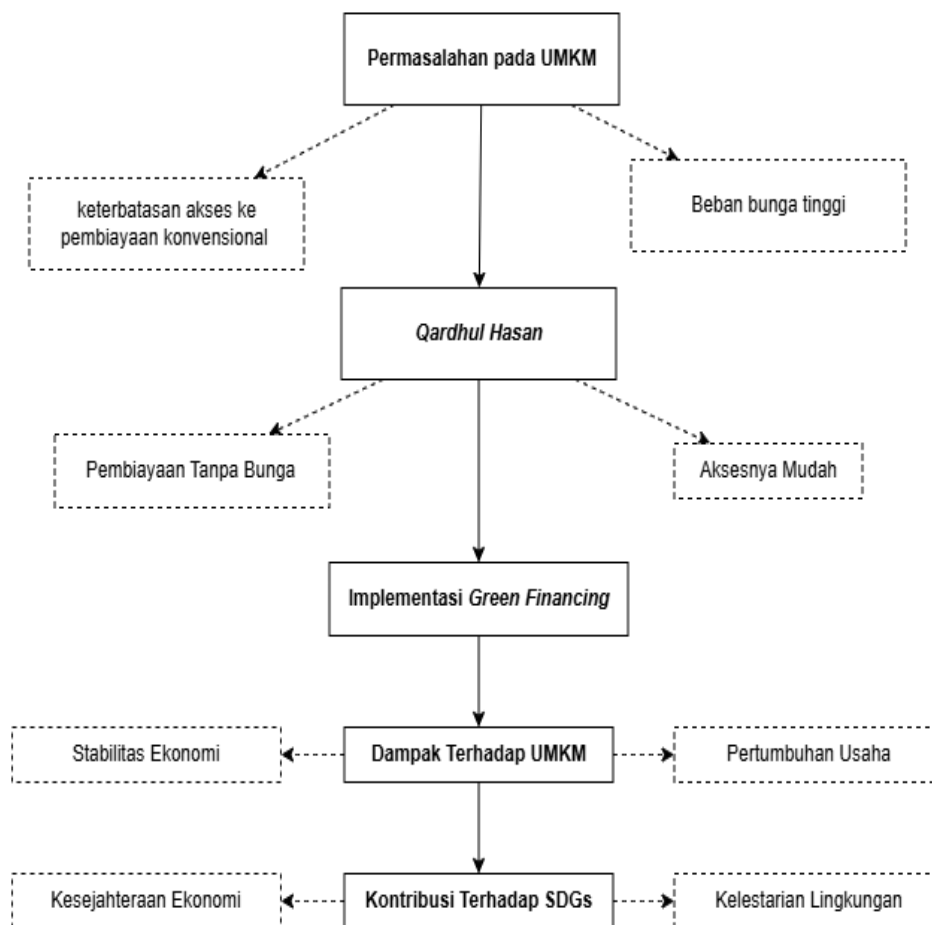 Permasalahan pada UMKM
keterbatasan akses ke
pembiayaan konvensional
Beban bunga tinggi
Qardhul Hasan
Pembiayaan Tanpa Bunga
Aksesnya Mudah
Implementasi Green Financing
Stabilitas Ekonomi
Dampak Terhadap UMKM
Pertumbuhan Usaha
Kesejahteraan Ekonomi
Kontribusi Terhadap SDGs
Kelestarian Lingkungan